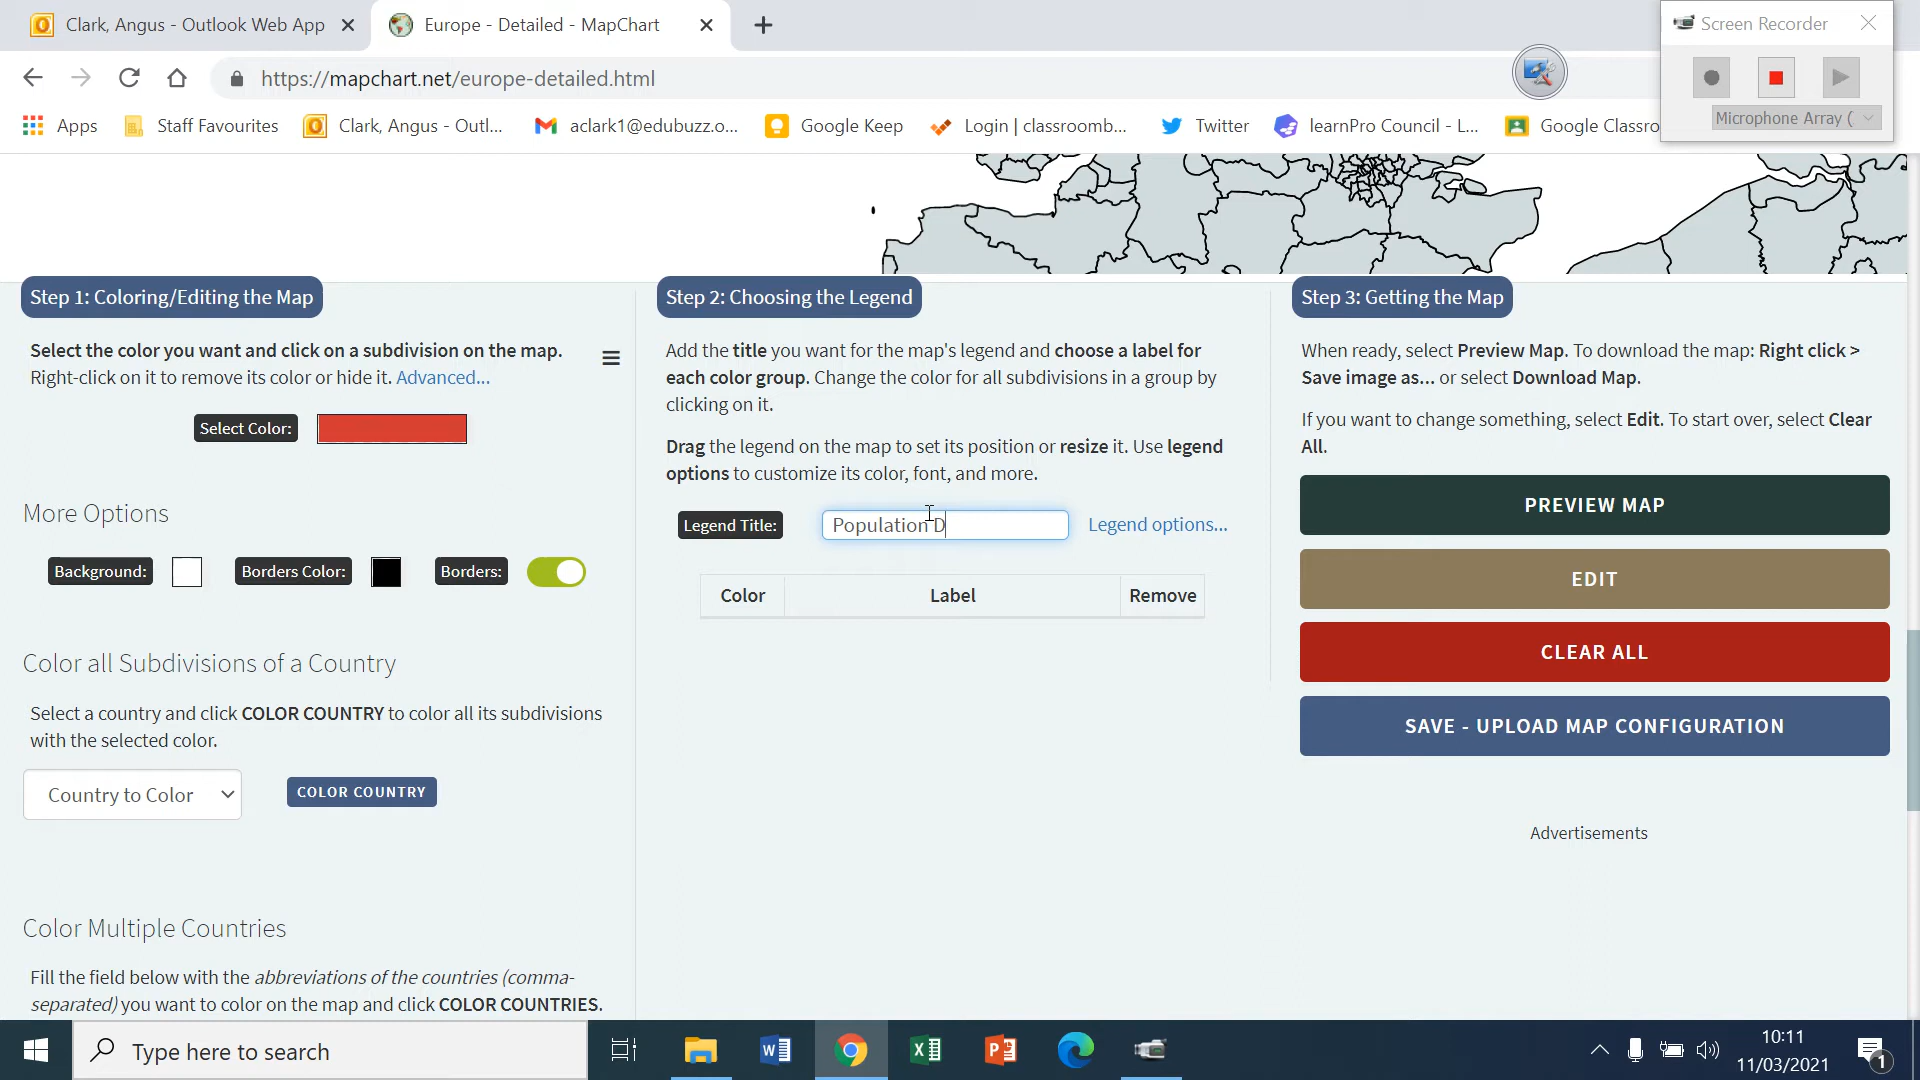 Clark, Angus - Outlook Web App
Europe - Detailed - MapChart
Screen Recorder
https://mapchart.net/europe-detailed.html
Microphone Array (
Apps
Staff Favourites
Clark, Angus - Outl...
aclark1@edubuzz.o...
Google Keep
Login | classroomb...
Twitter
learnPro Council - L...
Google Classro
Step 1: Coloring/Editing the Map
Select the color you want and click on a subdivision on the map.
Right-click on it to remove its color or hide it. Advanced...
Select Color:
More Options
Background:
Borders Color:
Borders:
Color all Subdivisions of a Country
Select a country and click COLOR COUNTRY to color all its subdivisions
with the selected color.
Country to Color
COLOR COUNTRY
Color Multiple Countries
Fill the field below with the abbreviations of the countries (comma-
separated) you want to color on the map and click COLOR COUNTRIES.
Step 2: Choosing the Legend
Add the title you want for the map's legend and choose a label for
each color group. Change the color for all subdivisions in a group by
clicking on it.
Drag the legend on the map to set its position or resize it. Use legend
options to customize its color, font, and more.
Legend Title:
Population D
Legend options...
Color
Label
Remove
Step 3: Getting the Map
When ready, select Preview Map. To download the map: Right click >
Save image as... or select Download Map.
If you want to change something, select Edit. To start over, select Clear
All.
PREVIEW MAP
EDIT
CLEAR ALL
SAVE - UPLOAD MAP CONFIGURATION
Advertisements
Type here to search
10:11
11/03/2021
1